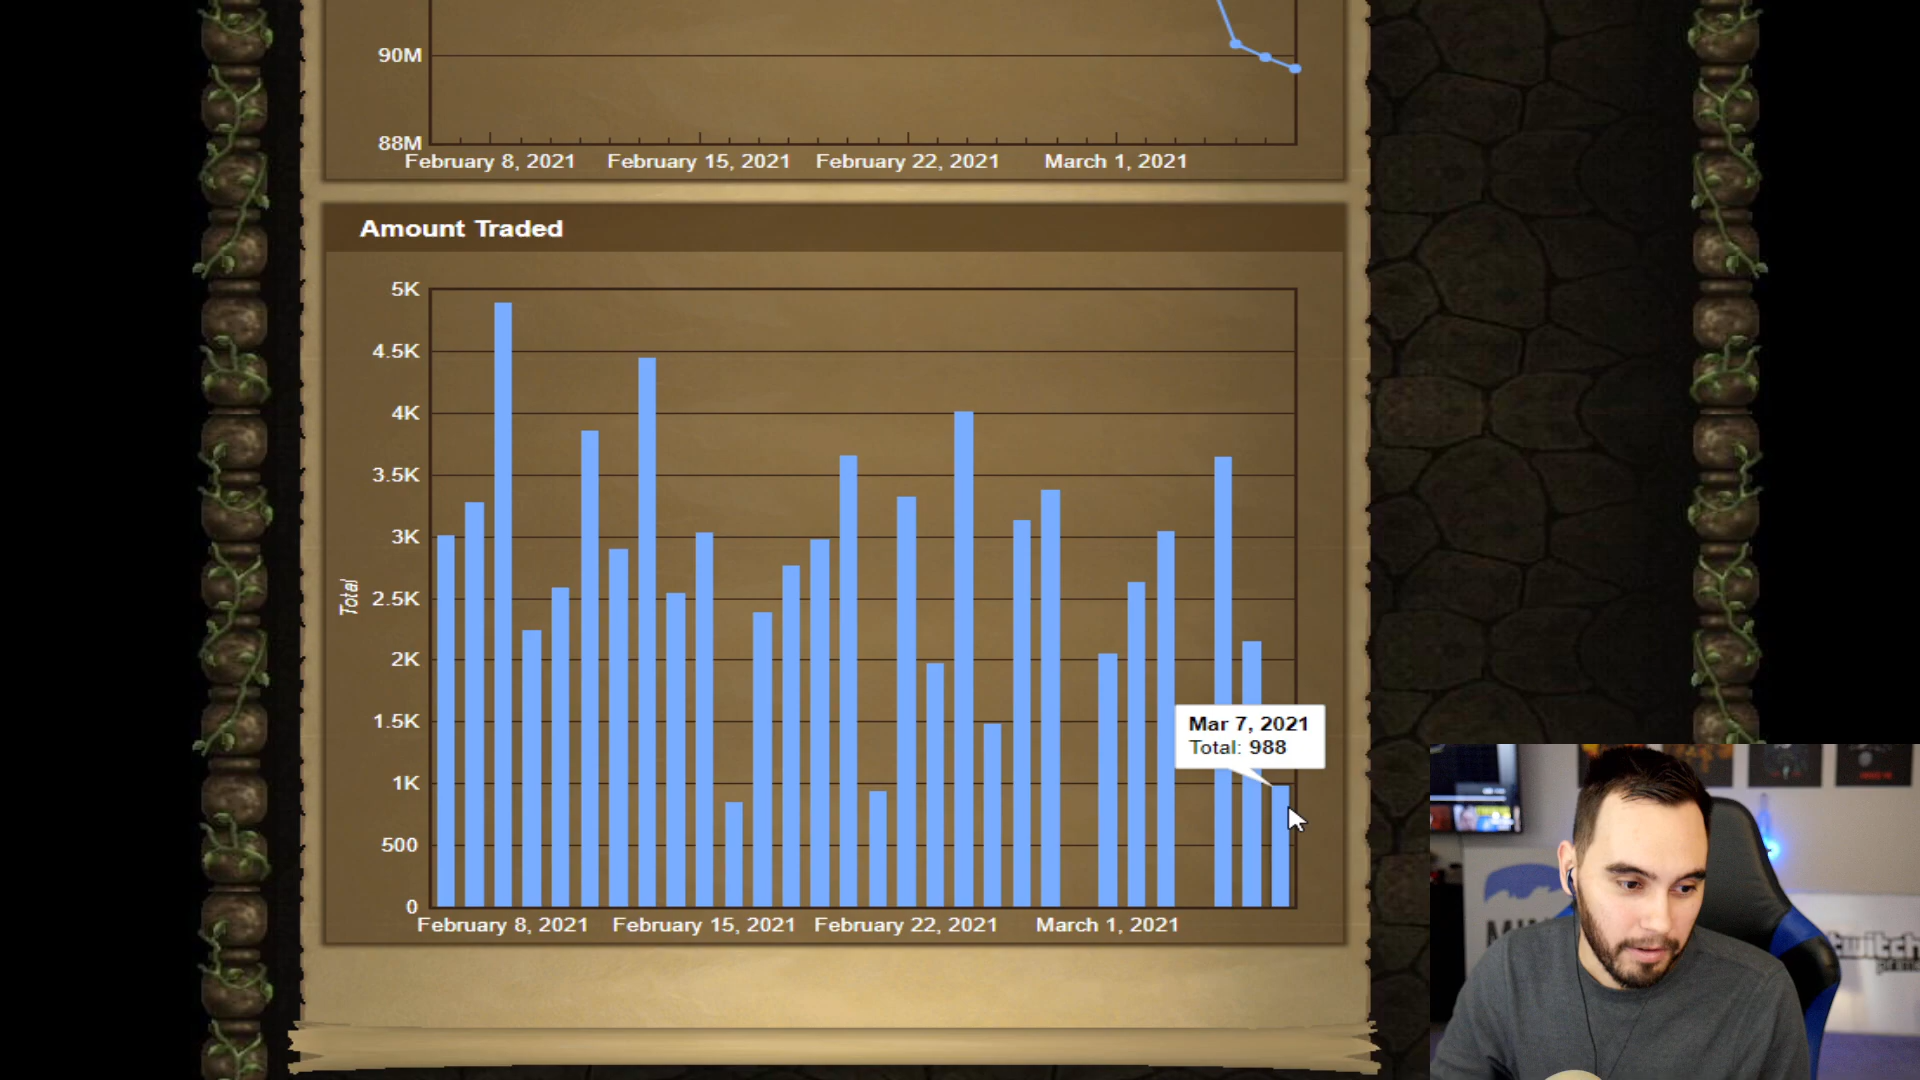 90M
88M
February 8, 2021 February 15, 2021 February 22, 2021 March 1, 2021
Amount Traded
5K
4.5K
4K
3.5K
3K
2.5K
2K
1.5K
1K
500
0
Total
Mar 7, 2021
Total: 988
February 8, 2021 February 15, 2021 February 22, 2021 March 1, 2021
twitch
prime